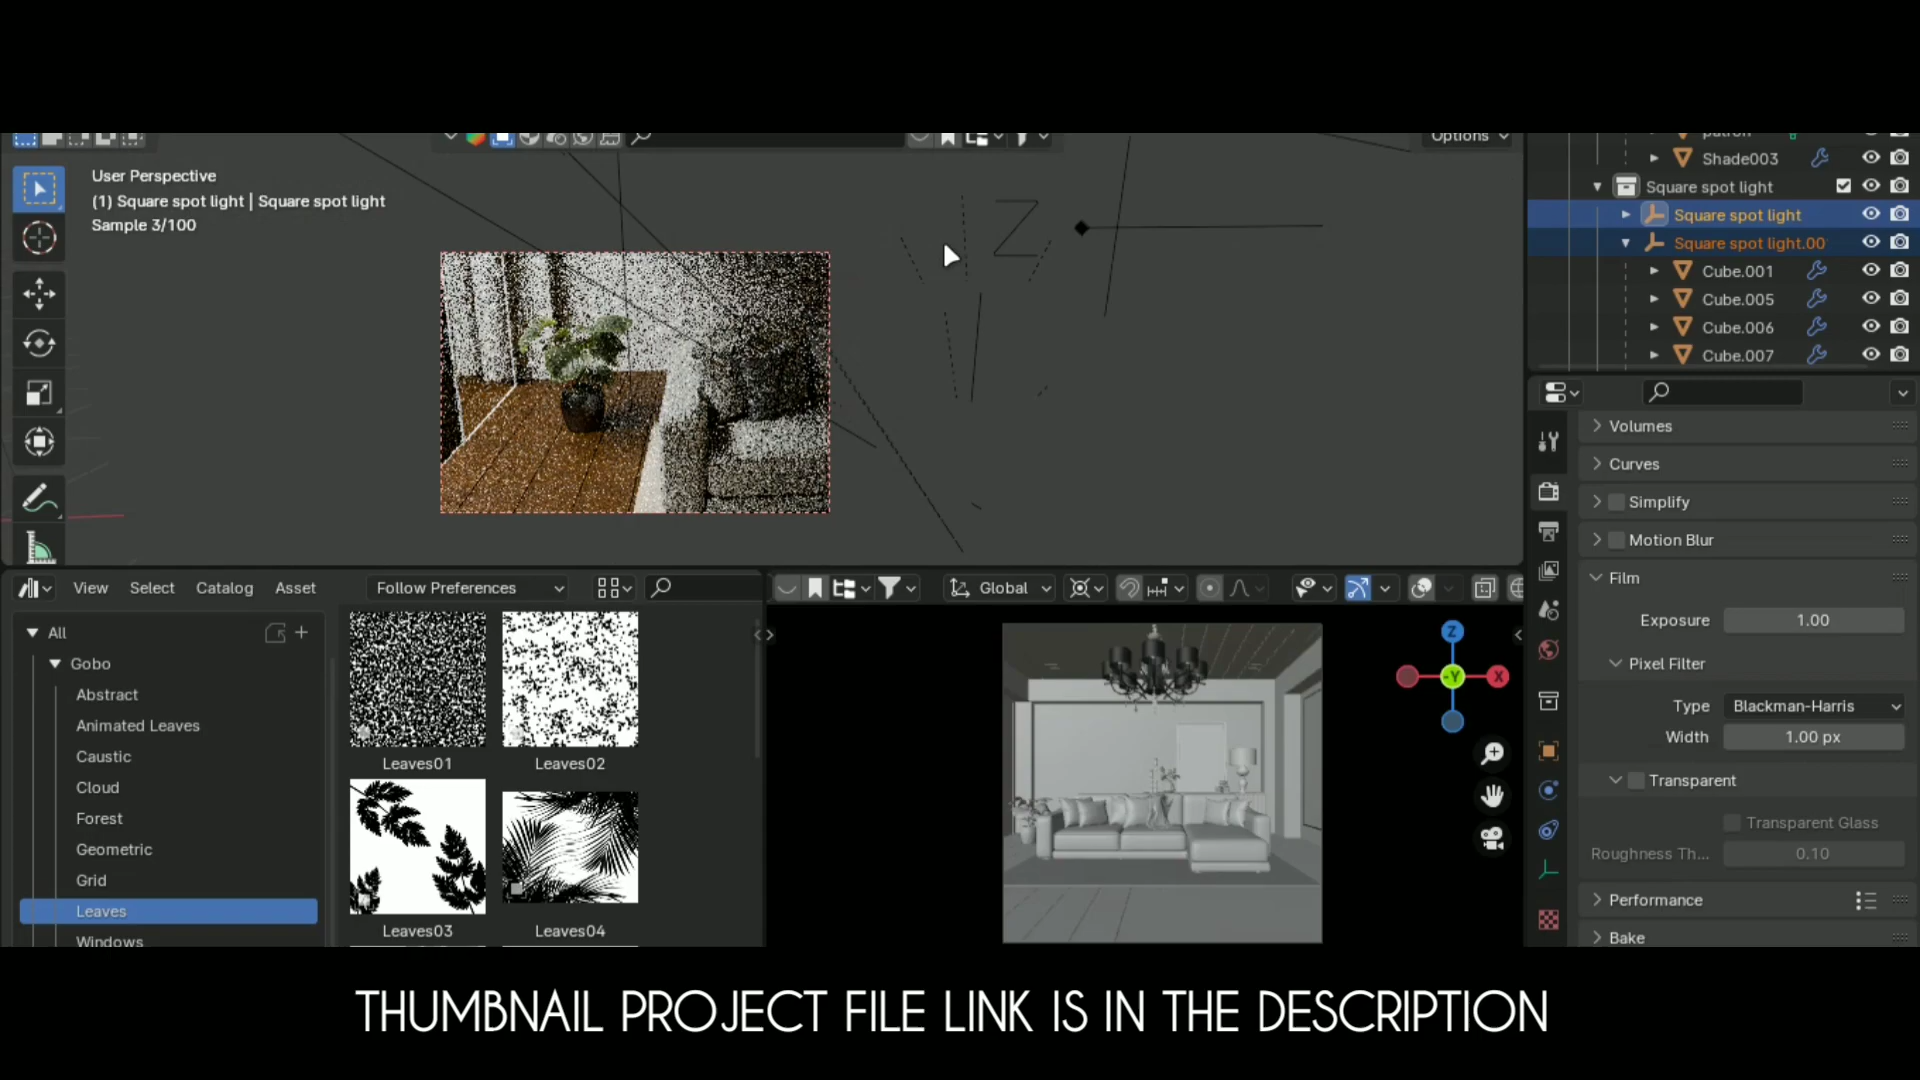 Options
User Perspective
(1) Square spot light | Square spot light
Sample 3/100
Shade003
Square spot light
Square spot light
Square spot light.00
Cube.001
Cube.005
Cube.006
Cube.007
Volumes
Curves
Simplify
Motion Blur
Film
Exposure 1.00
Pixel Filter
Type Blackman-Harris
Width 1.00 px
Transparent
Transparent Glass
Roughness Th... 0.10
Performance
Bake
View Select Catalog Asset Follow Preferences
Global
All
Gobo
Abstract
Animated Leaves
Caustic
Cloud
Forest
Geometric
Grid
Leaves
Windows
Leaves01 Leaves02
Leaves03 Leaves04
Z
-Y X
THUMBNAIL PROJECT FILE LINK IS IN THE DESCRIPTION